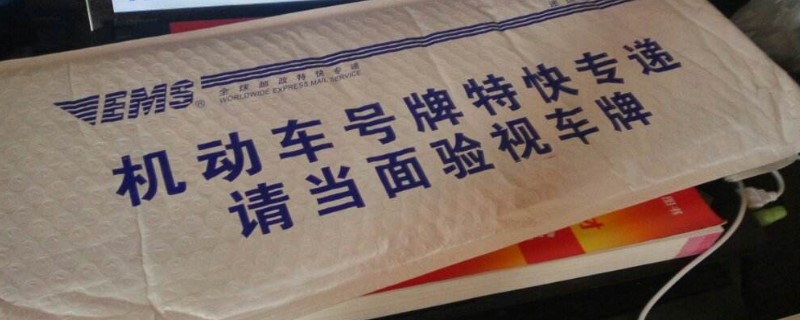 EMS®
全球邮政特快专递
WORLDWIDE EXPRESS MAIL SERVICE
机动车号牌特快专递
请当面验视车牌